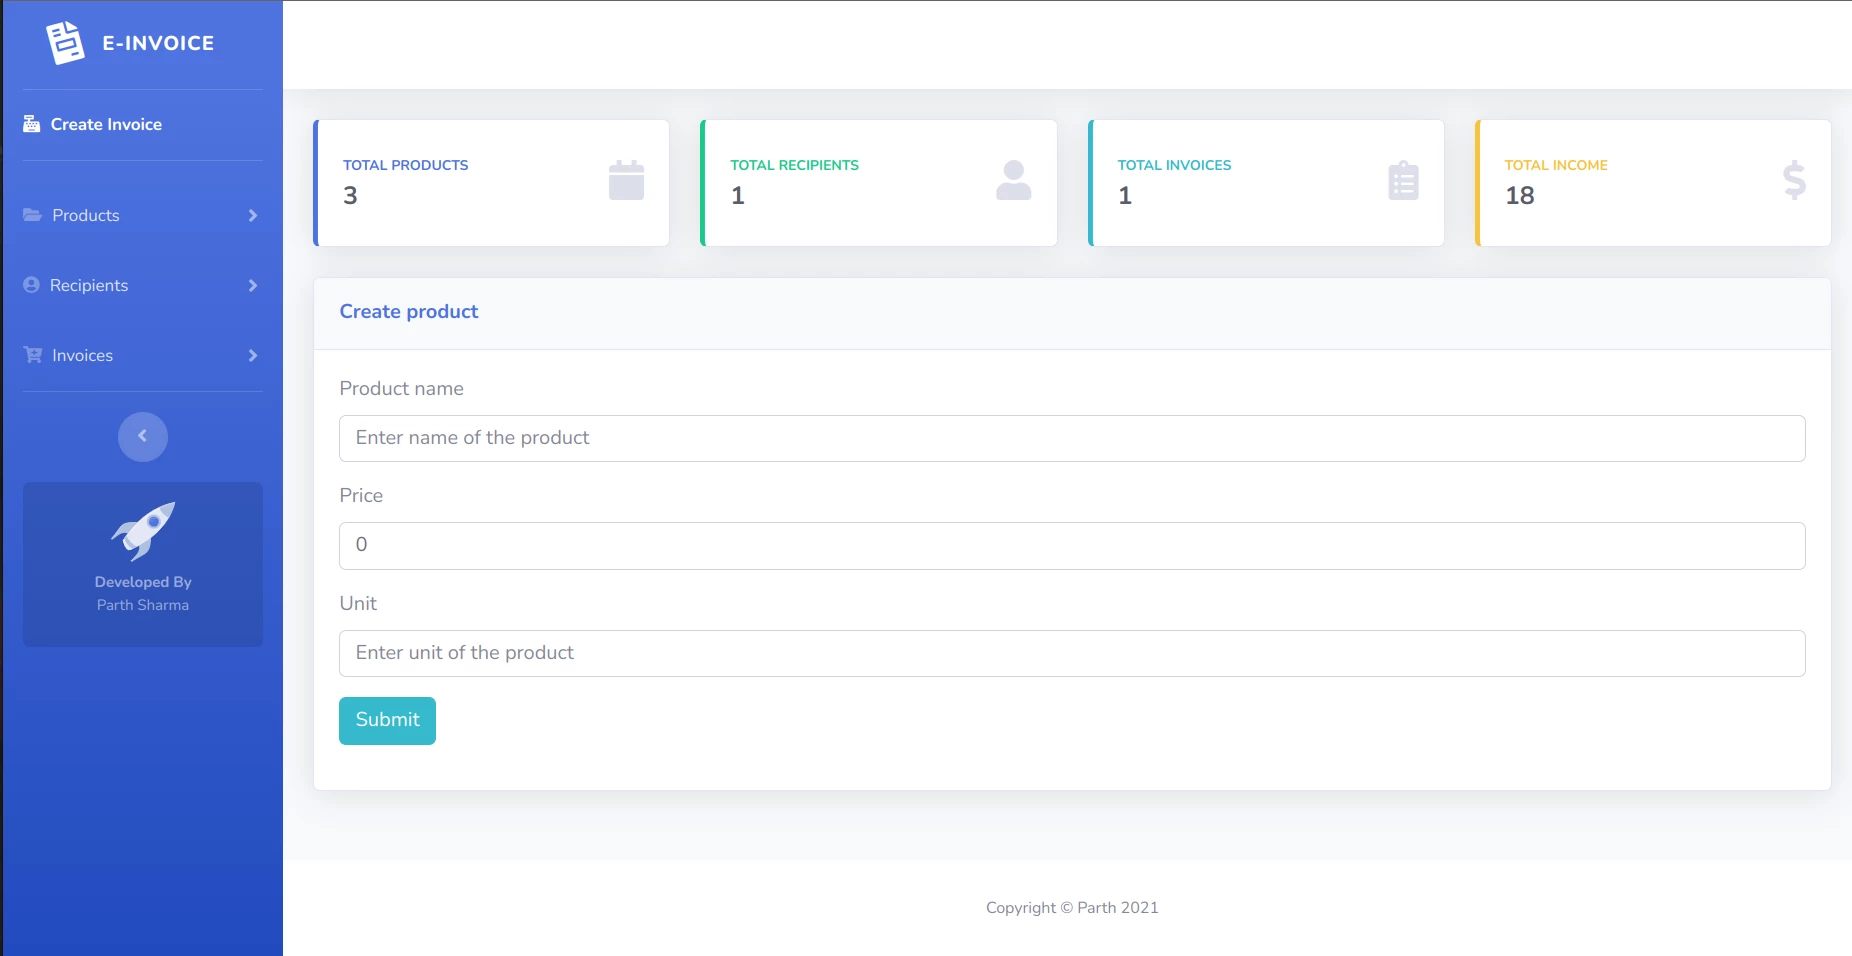 E-INVOICE
Create Invoice
Products
Recipients
Invoices
Developed By
Parth Sharma
TOTAL PRODUCTS
3
TOTAL RECIPIENTS
1
TOTAL INVOICES
1
TOTAL INCOME
18
Create product
Product name
Enter name of the product
Price
0
Unit
Enter unit of the product
Submit
Copyright © Parth 2021